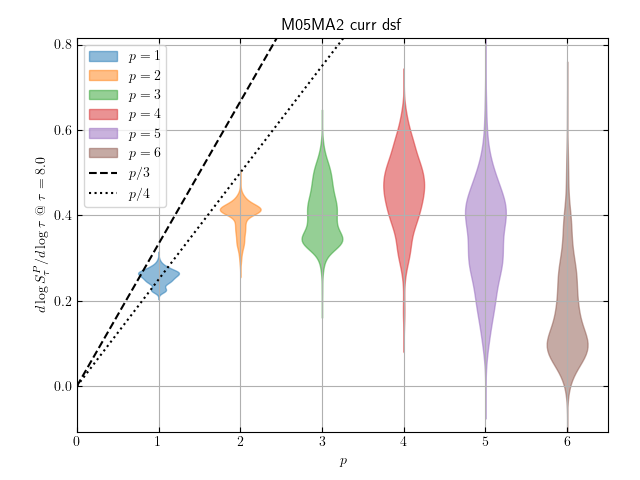 M05MA2 curr dsf
d log S_τ^P / d log τ @ τ = 8.0
0.8
0.6
0.4
0.2
0.0
p = 1
p = 2
p = 3
p = 4
p = 5
p = 6
p/3
p/4
0 1 2 3 4 5 6
p